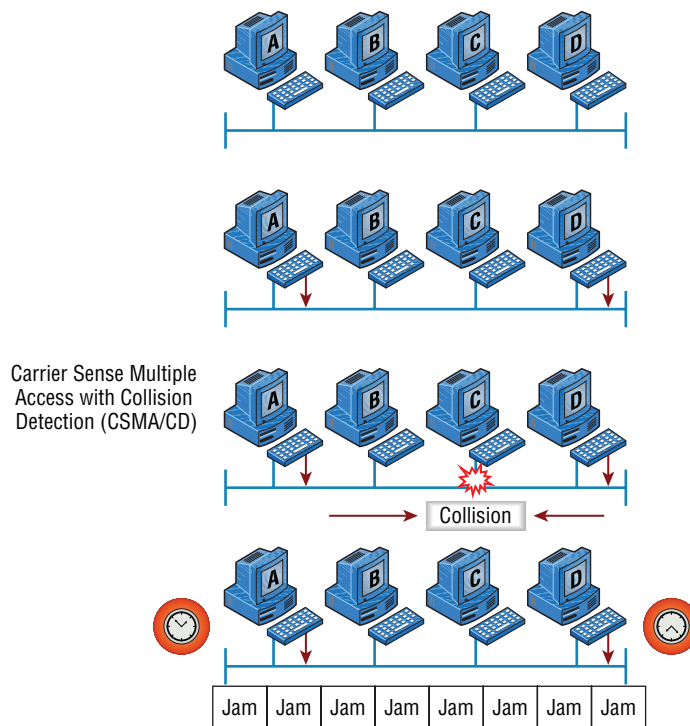 A B C D
A B C D
Carrier Sense Multiple
Access with Collision
Detection (CSMA/CD)
A B C D
Collision
A B C D
Jam Jam Jam Jam Jam Jam Jam Jam